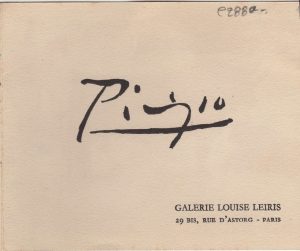 Picasso
GALERIE LOUISE LEIRIS
29 BIS, RUE D'ASTORG - PARIS